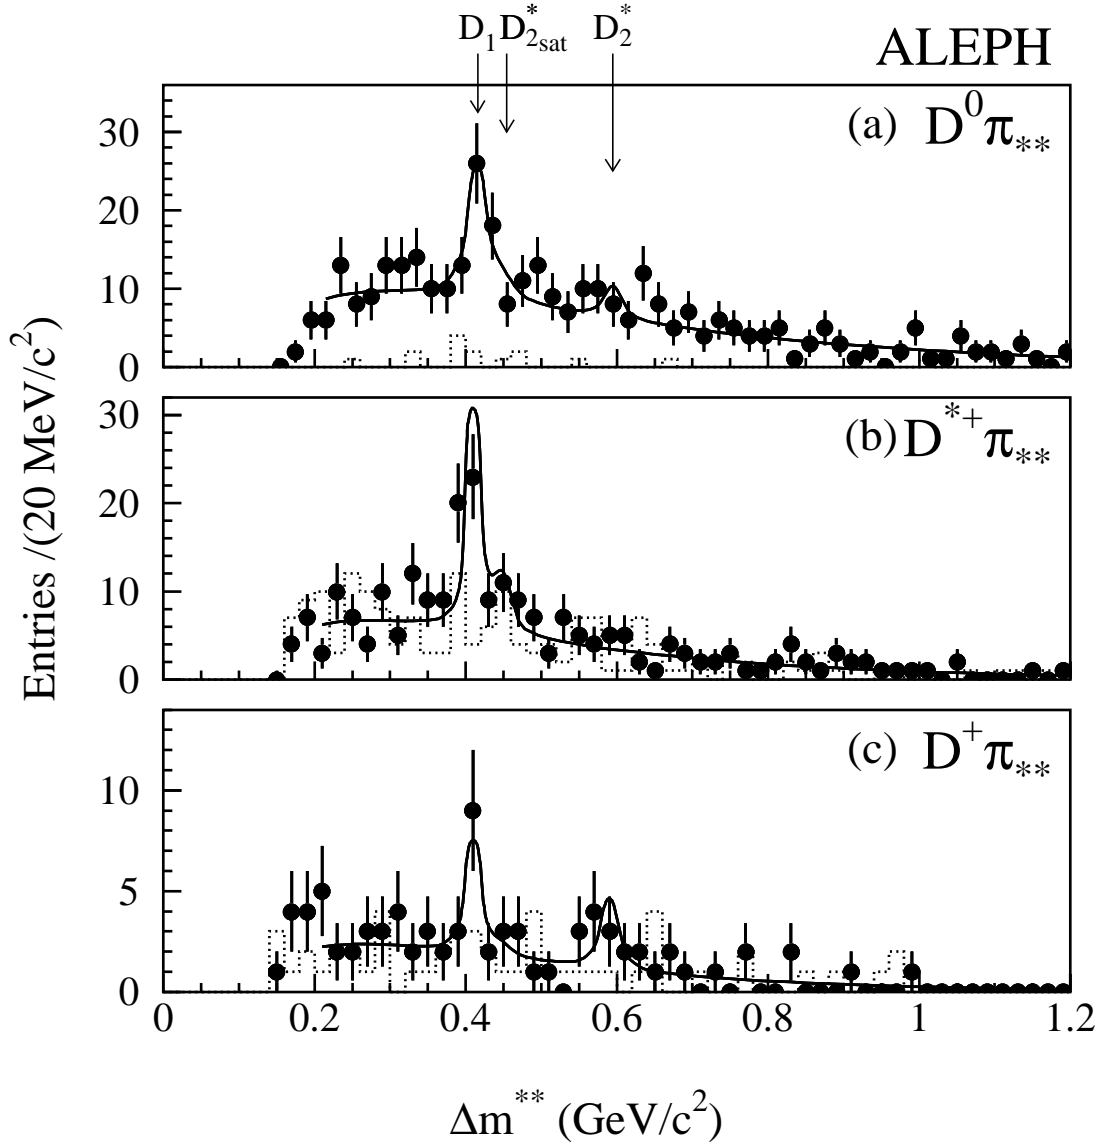 D₁ D*₂sat D*₂
ALEPH
(a) D⁰π**
30
20
10
0
(b) D*⁺π**
30
20
10
0
(c) D⁺π**
10
5
0
0 0.2 0.4 0.6 0.8 1 1.2
Entries /(20 MeV/c²)
Δm** (GeV/c²)